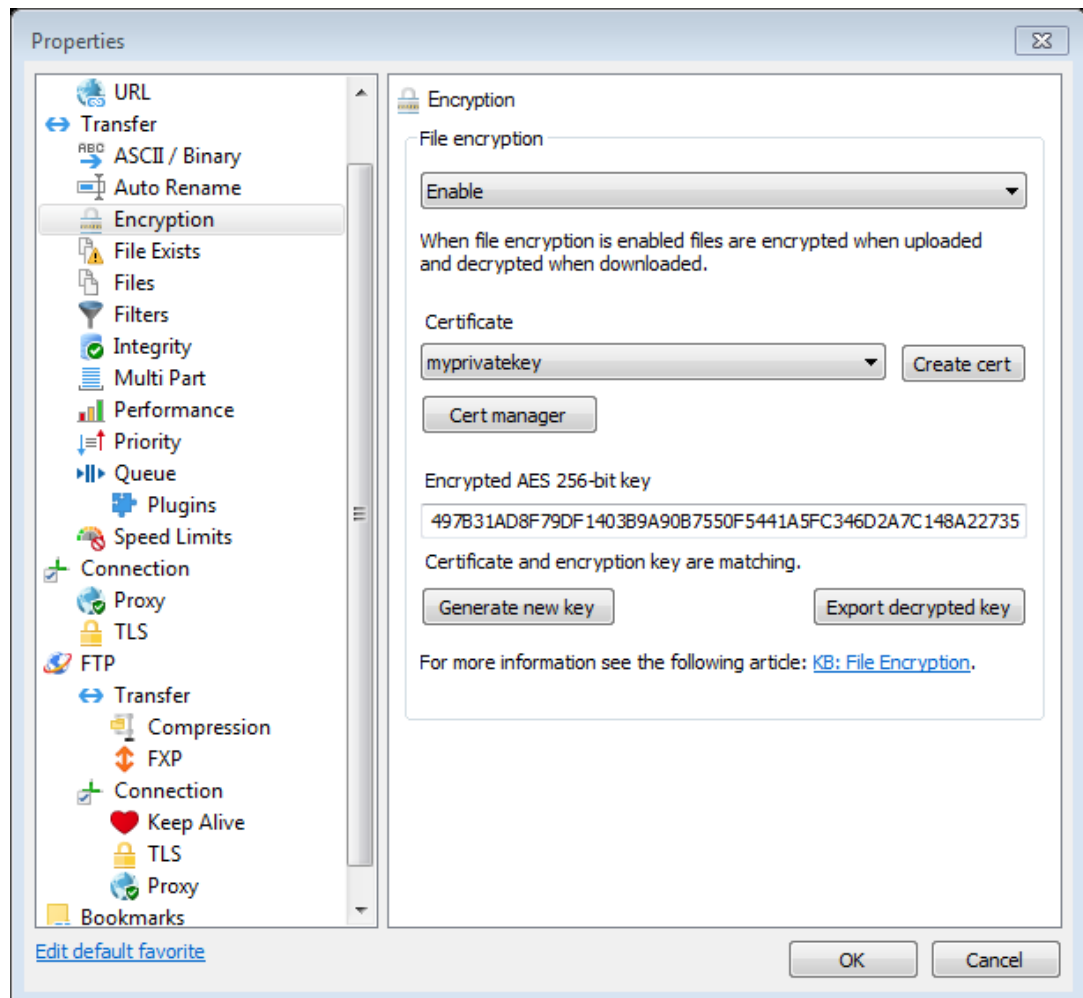 Properties
URL
Transfer
ABC
ASCII / Binary
Auto Rename
Encryption
File Exists
Files
Filters
Integrity
Multi Part
Performance
Priority
Queue
Plugins
Speed Limits
Connection
Proxy
TLS
FTP
Transfer
Compression
FXP
Connection
Keep Alive
TLS
Proxy
Bookmarks
Edit default favorite
Encryption
File encryption
Enable
When file encryption is enabled files are encrypted when uploaded
and decrypted when downloaded.
Certificate
myprivatekey
Create cert
Cert manager
Encrypted AES 256-bit key
497B31AD8F79DF1403B9A90B7550F5441A5FC346D2A7C148A22735
Certificate and encryption key are matching.
Generate new key
Export decrypted key
For more information see the following article: KB: File Encryption.
OK
Cancel